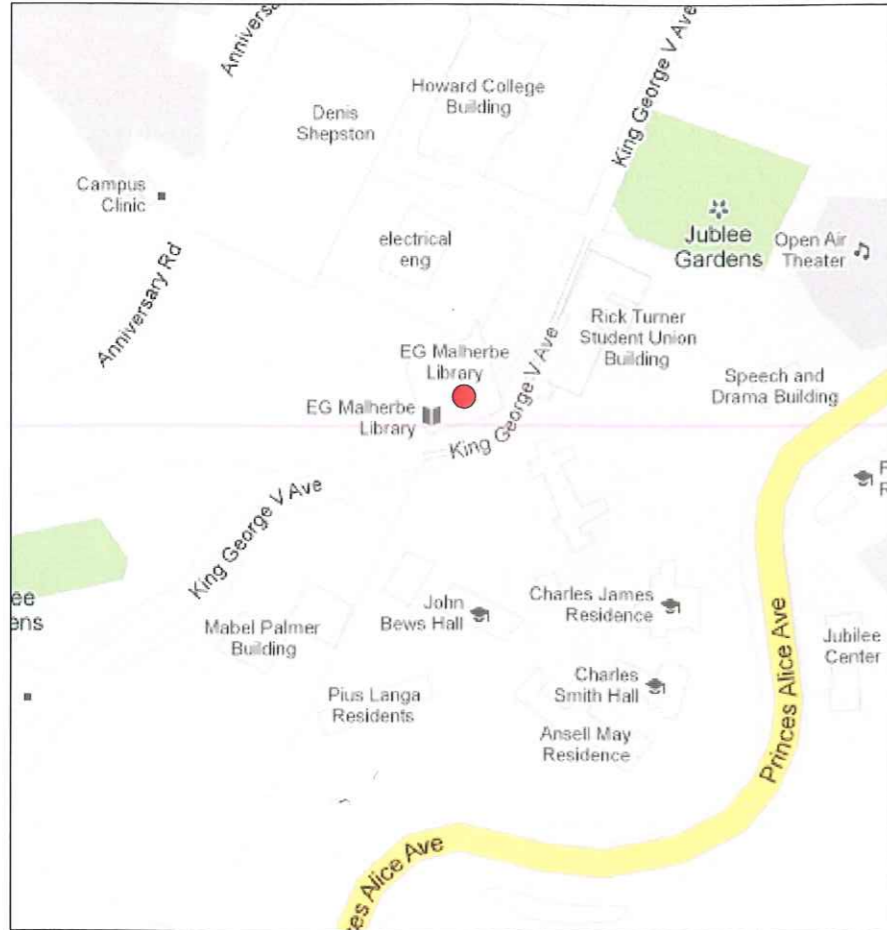 Anniversa
King George V Ave
Howard College
Building
Denis
Shepston
Campus
Clinic
electrical
eng
Jublee
Gardens
Open Air
Theater
Anniversary Rd
Rick Turner
Student Union
Building
EG Malherbe
Library
King George V Ave
Speech and
Drama Building
EG Malherbe
Library
King George V Ave
R
R
ee
ens
Mabel Palmer
Building
John
Bews Hall
Charles James
Residence
Princes Alice Ave
Jubilee
Center
Pius Langa
Residents
Charles
Smith Hall
Ansell May
Residence
ces Alice Ave